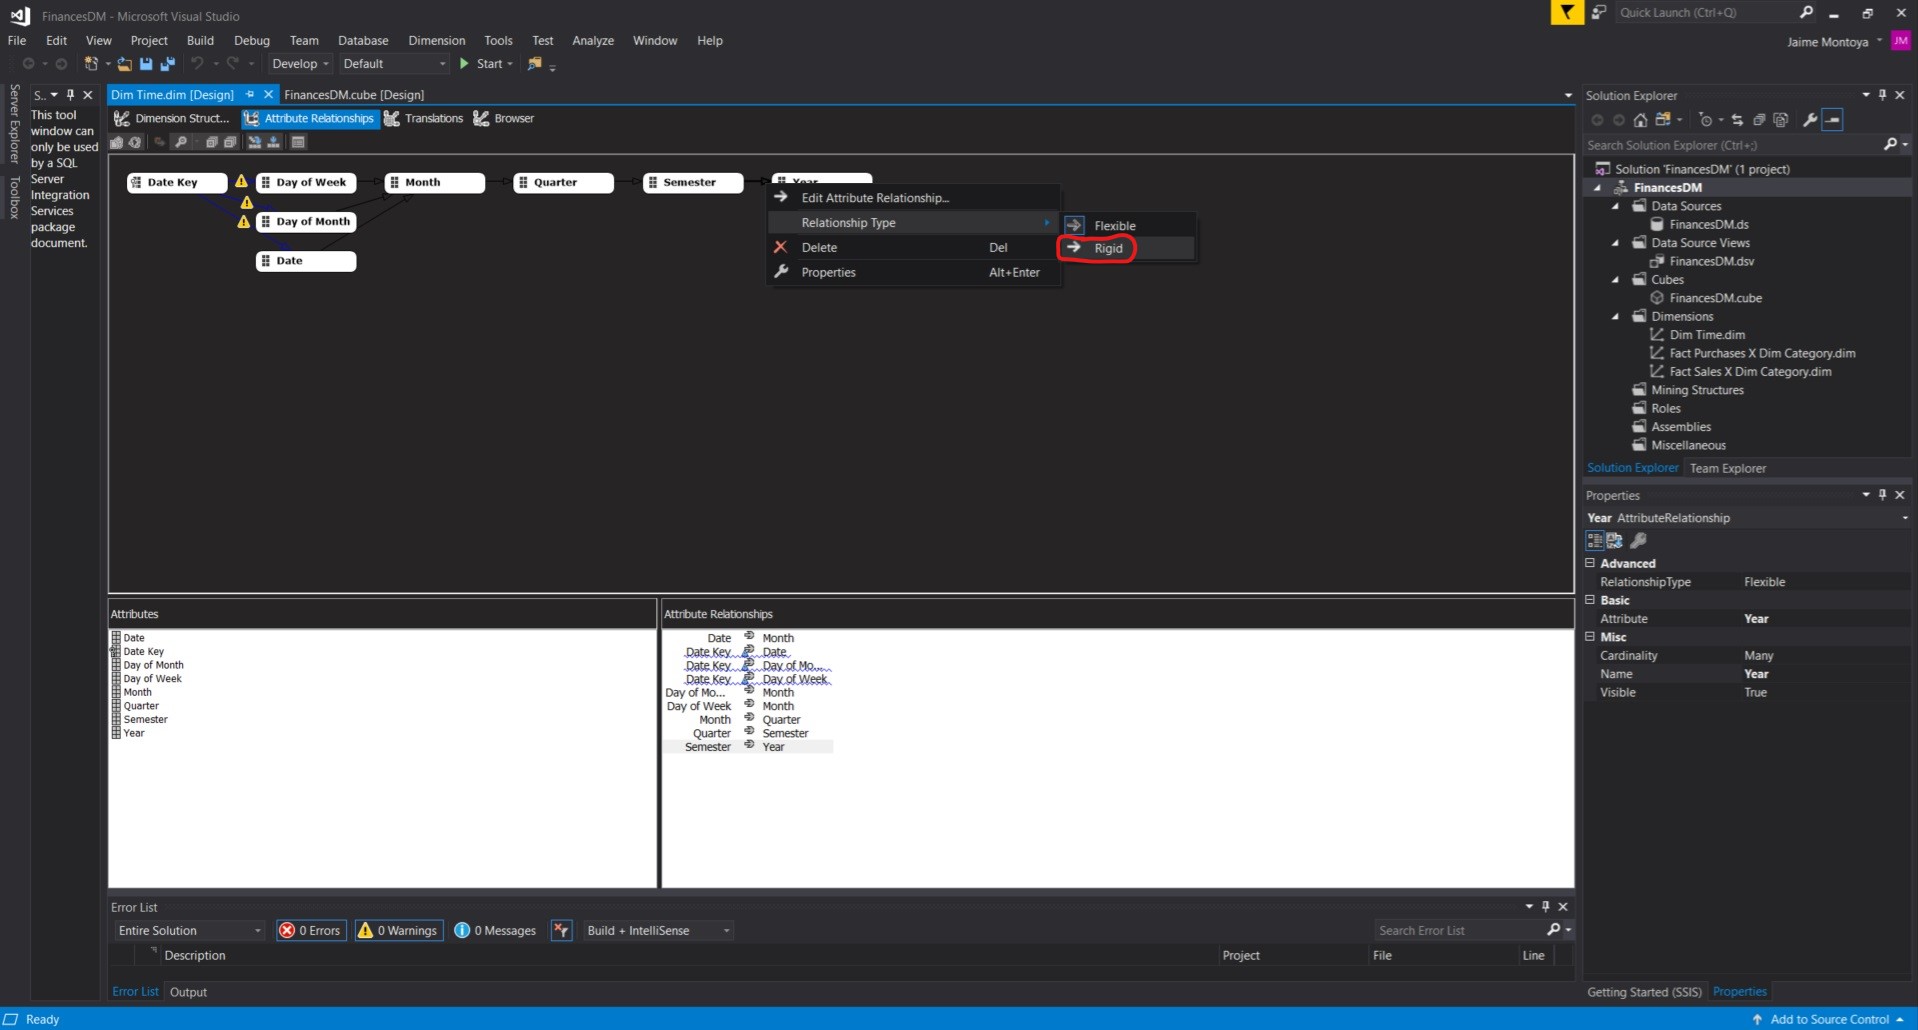 FinancesDM - Microsoft Visual Studio
Quick Launch (Ctrl+Q)
File Edit View Project Build Debug Team Database Dimension Tools Test Analyze Window Help
Jaime Montoya JM
Develop Default Start
Server Explorer
Toolbox
S..
This tool
window can
only be used
by a SQL
Server
Integration
Services
package
document.
Dim Time.dim [Design] FinancesDM.cube [Design]
Dimension Struct... Attribute Relationships Translations Browser
Date Key Day of Week Month Quarter Semester Year
Day of Month
Date
Edit Attribute Relationship...
Relationship Type
Delete Del
Properties Alt+Enter
Flexible
Rigid
Attributes
Date
Date Key
Day of Month
Day of Week
Month
Quarter
Semester
Year
Attribute Relationships
Date Month
Date Key Date
Date Key Day of Mo...
Date Key Day of Week
Day of Mo... Month
Day of Week Month
Month Quarter
Quarter Semester
Semester Year
Error List
Entire Solution 0 Errors 0 Warnings 0 Messages Build + IntelliSense Search Error List
Description Project File Line
Error List Output
Solution Explorer
Search Solution Explorer (Ctrl+;)
Solution 'FinancesDM' (1 project)
FinancesDM
Data Sources
FinancesDM.ds
Data Source Views
FinancesDM.dsv
Cubes
FinancesDM.cube
Dimensions
Dim Time.dim
Fact Purchases X Dim Category.dim
Fact Sales X Dim Category.dim
Mining Structures
Roles
Assemblies
Miscellaneous
Solution Explorer Team Explorer
Properties
Year AttributeRelationship
Advanced
RelationshipType Flexible
Basic
Attribute Year
Misc
Cardinality Many
Name Year
Visible True
Getting Started (SSIS) Properties
Ready
Add to Source Control